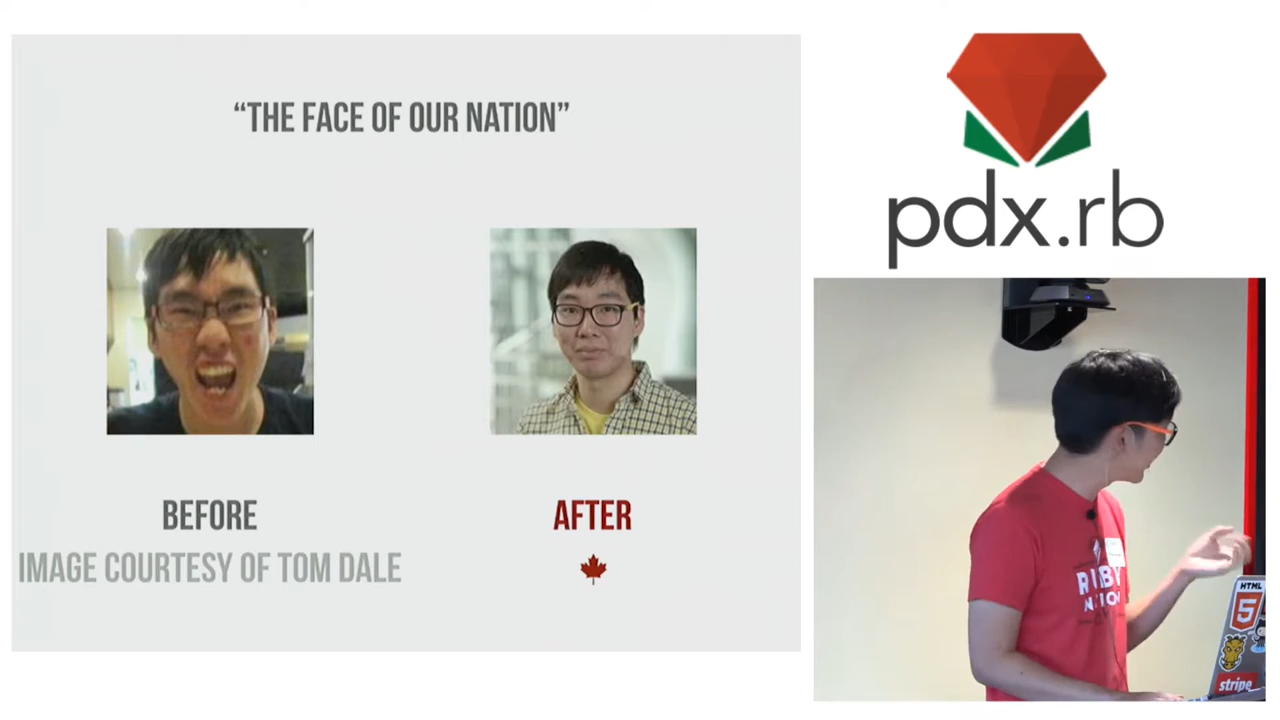 “THE FACE OF OUR NATION”
BEFORE
AFTER
IMAGE COURTESY OF TOM DALE
pdx.rb
RUBY
NATION
HTML
5
stripe